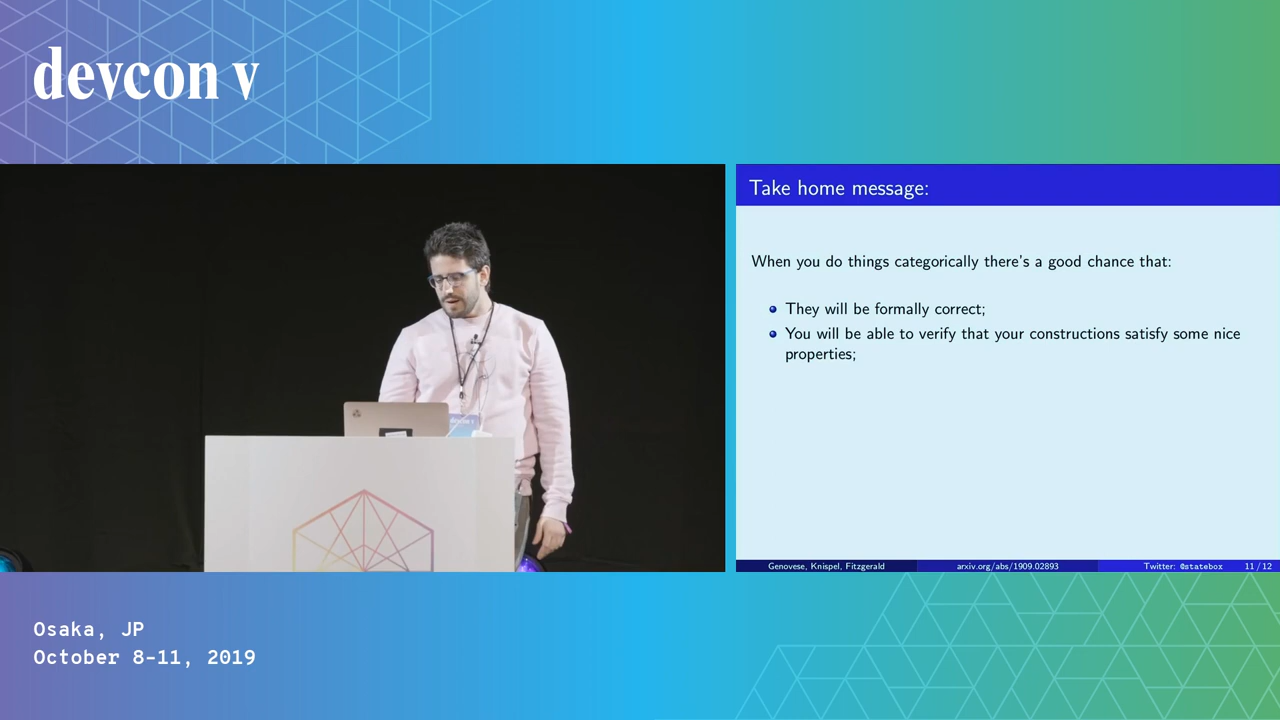 devcon v
Take home message:
When you do things categorically there's a good chance that:
They will be formally correct;
You will be able to verify that your constructions satisfy some nice
properties;
Genovese, Knispel, Fitzgerald
arxiv.org/abs/1909.02893
Twitter: @statebox
11 / 12
Osaka, JP
October 8-11, 2019